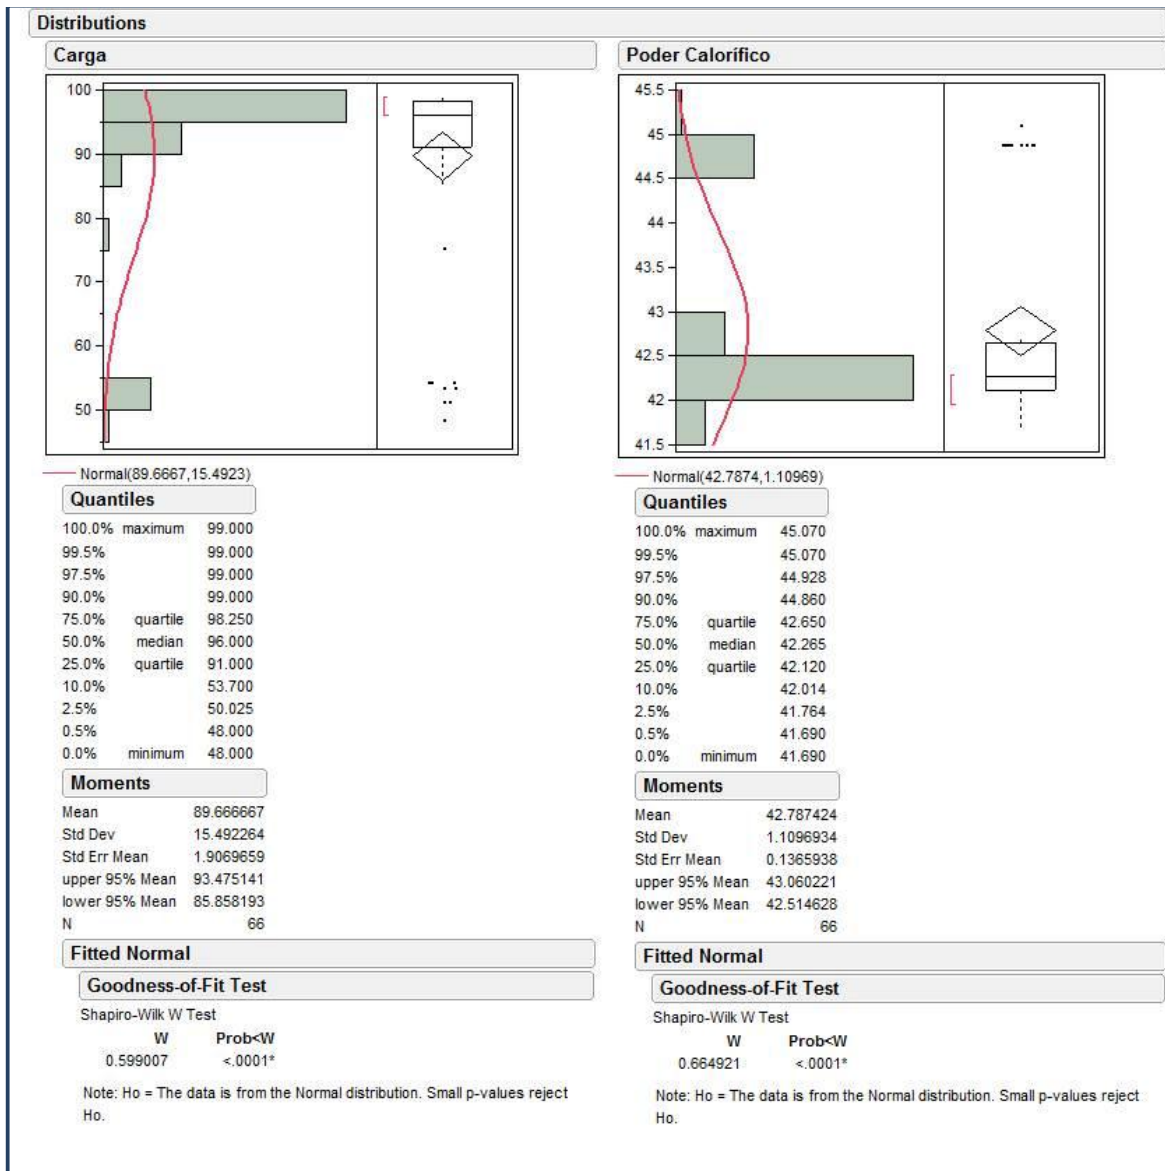 Distributions
Carga
100
90
80
70
60
50
Normal(89.6667,15.4923)
Quantiles
100.0% maximum 99.000
99.5% 99.000
97.5% 99.000
90.0% 99.000
75.0% quartile 98.250
50.0% median 96.000
25.0% quartile 91.000
10.0% 53.700
2.5% 50.025
0.5% 48.000
0.0% minimum 48.000
Moments
Mean 89.666667
Std Dev 15.492264
Std Err Mean 1.9069659
upper 95% Mean 93.475141
lower 95% Mean 85.858193
N 66
Fitted Normal
Goodness-of-Fit Test
Shapiro-Wilk W Test
W Prob<W
0.599007 <.0001*
Note: Ho = The data is from the Normal distribution. Small p-values reject
Ho.
Poder Calorífico
45.5
45
44.5
44
43.5
43
42.5
42
41.5
Normal(42.7874,1.10969)
Quantiles
100.0% maximum 45.070
99.5% 45.070
97.5% 44.928
90.0% 44.860
75.0% quartile 42.650
50.0% median 42.265
25.0% quartile 42.120
10.0% 42.014
2.5% 41.764
0.5% 41.690
0.0% minimum 41.690
Moments
Mean 42.787424
Std Dev 1.1096934
Std Err Mean 0.1365938
upper 95% Mean 43.060221
lower 95% Mean 42.514628
N 66
Fitted Normal
Goodness-of-Fit Test
Shapiro-Wilk W Test
W Prob<W
0.664921 <.0001*
Note: Ho = The data is from the Normal distribution. Small p-values reject
Ho.